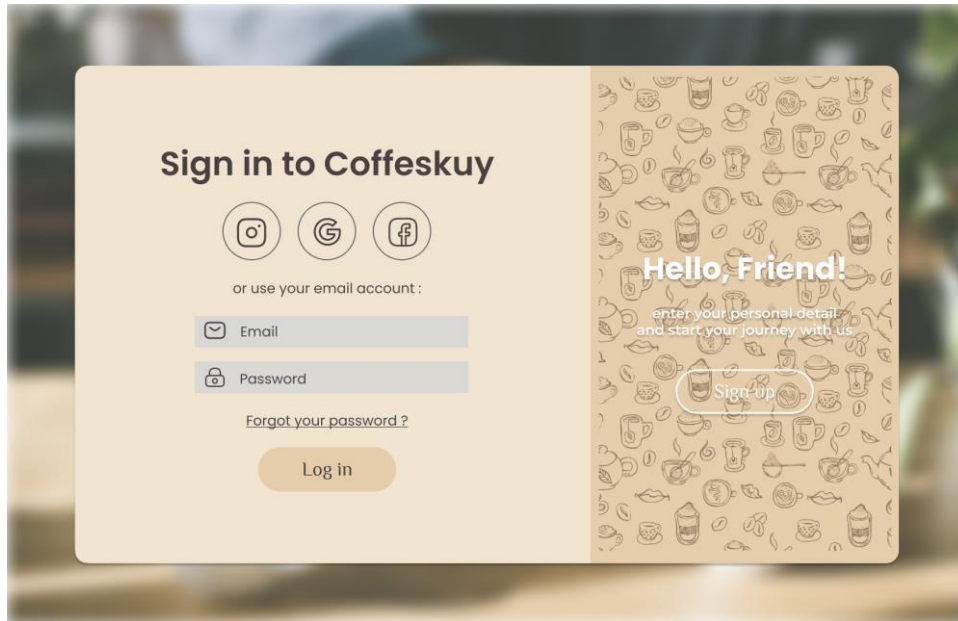 Sign in to Coffeskuy
or use your email account :
Email
Password
Forgot your password ?
Log in
Hello, Friend!
enter your personal detail
and start your journey with us
Sign up